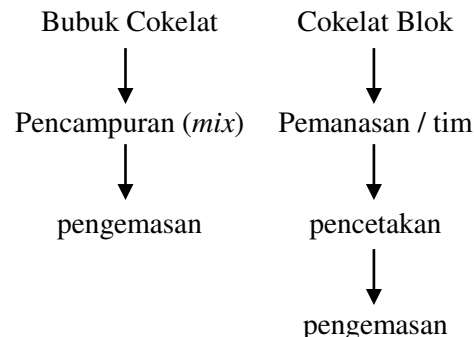 Bubuk Cokelat
Pencampuran (mix)
pengemasan
Cokelat Blok
Pemanasan / tim
pencetakan
pengemasan